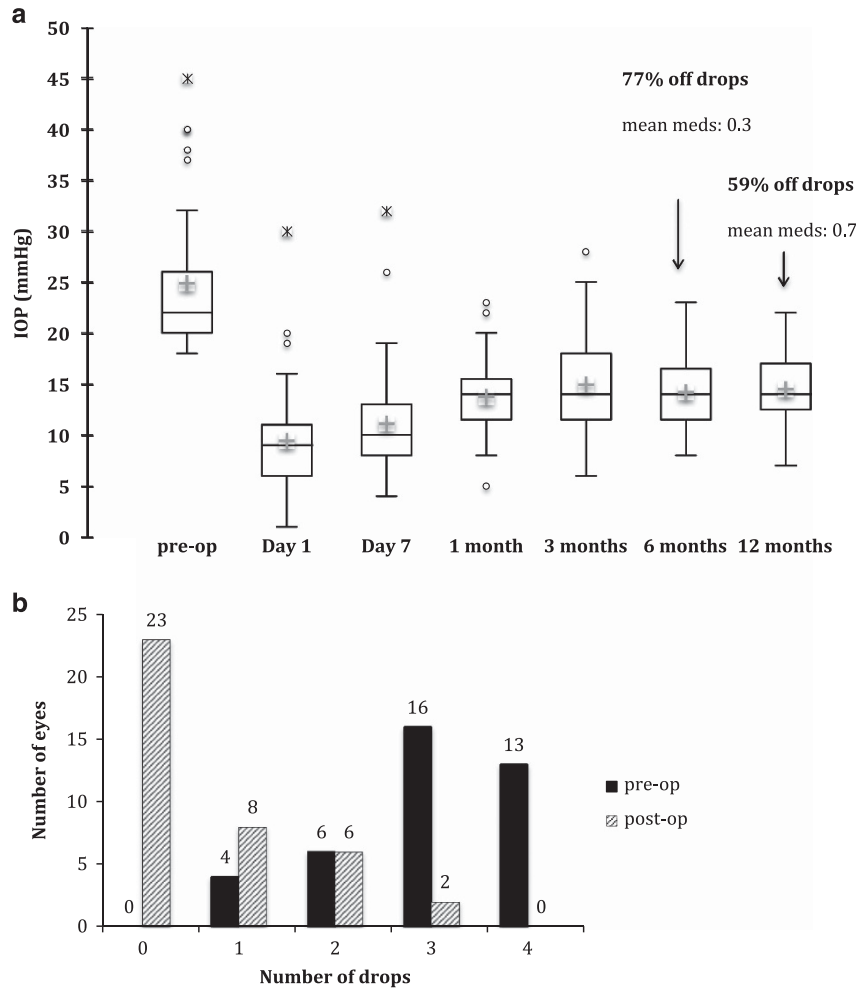 a
50
45
40
35
30
25
20
15
10
5
0
IOP (mmHg)
77% off drops
mean meds: 0.3
59% off drops
mean meds: 0.7
pre-op Day 1 Day 7 1 month 3 months 6 months 12 months
b
25
20
15
10
5
0
Number of eyes
0 23
4 8
6 6
16 2
13 0
0 1 2 3 4
Number of drops
pre-op
post-op